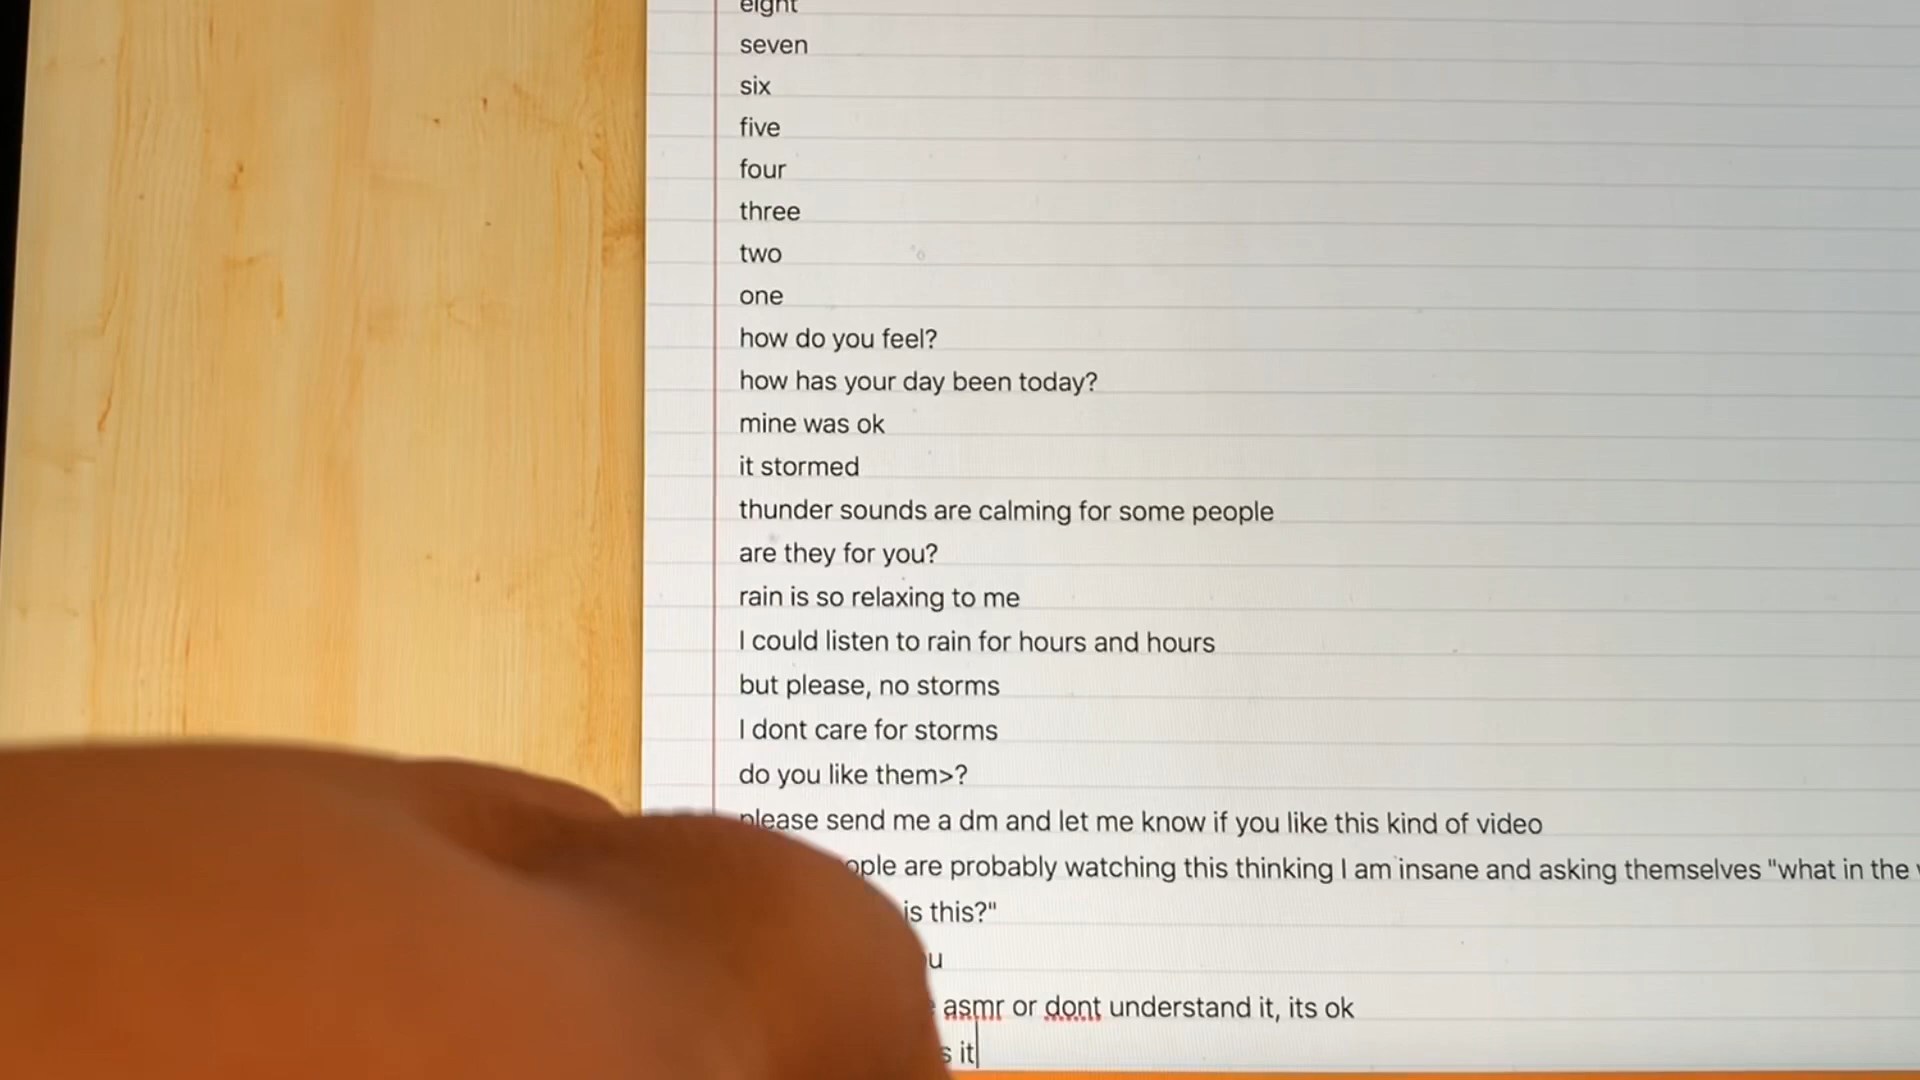 eight
seven
six
five
four
three
two
one
how do you feel?
how has your day been today?
mine was ok
it stormed
thunder sounds are calming for some people
are they for you?
rain is so relaxing to me
I could listen to rain for hours and hours
but please, no storms
I dont care for storms
do you like them>?
please send me a dm and let me know if you like this kind of video
are probably watching this thinking I am insane and asking themselves "what in the
is this?"
asmr or dont understand it, its ok
it